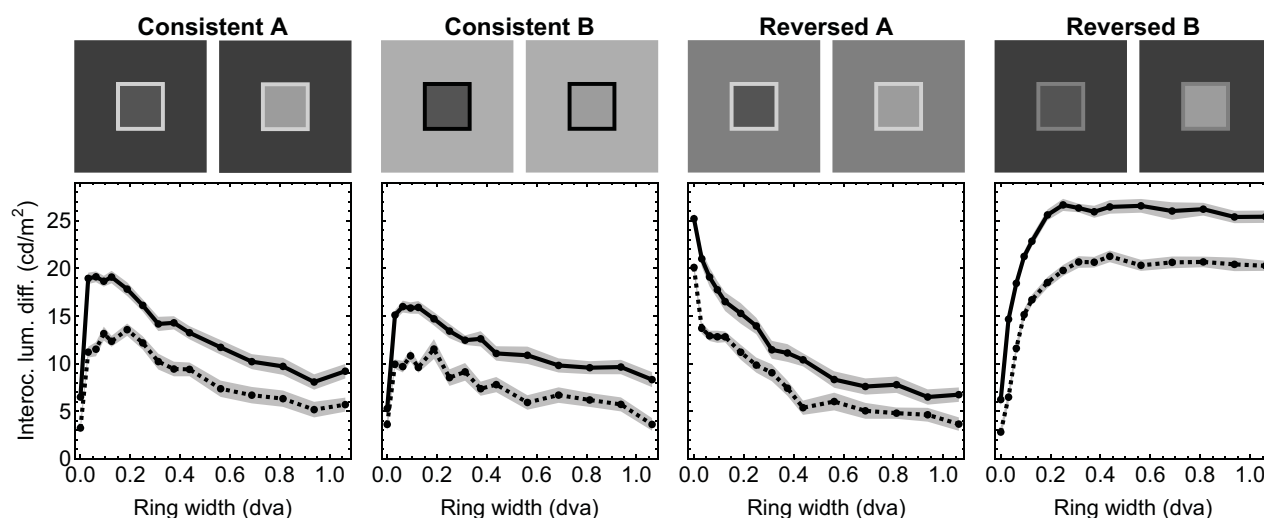 Consistent A Consistent B Reversed A Reversed B
Interoc. lum. diff. (cd/m²)
25
20
15
10
5
0
0.0 0.2 0.4 0.6 0.8 1.0 0.0 0.2 0.4 0.6 0.8 1.0 0.0 0.2 0.4 0.6 0.8 1.0 0.0 0.2 0.4 0.6 0.8 1.0
Ring width (dva) Ring width (dva) Ring width (dva) Ring width (dva)